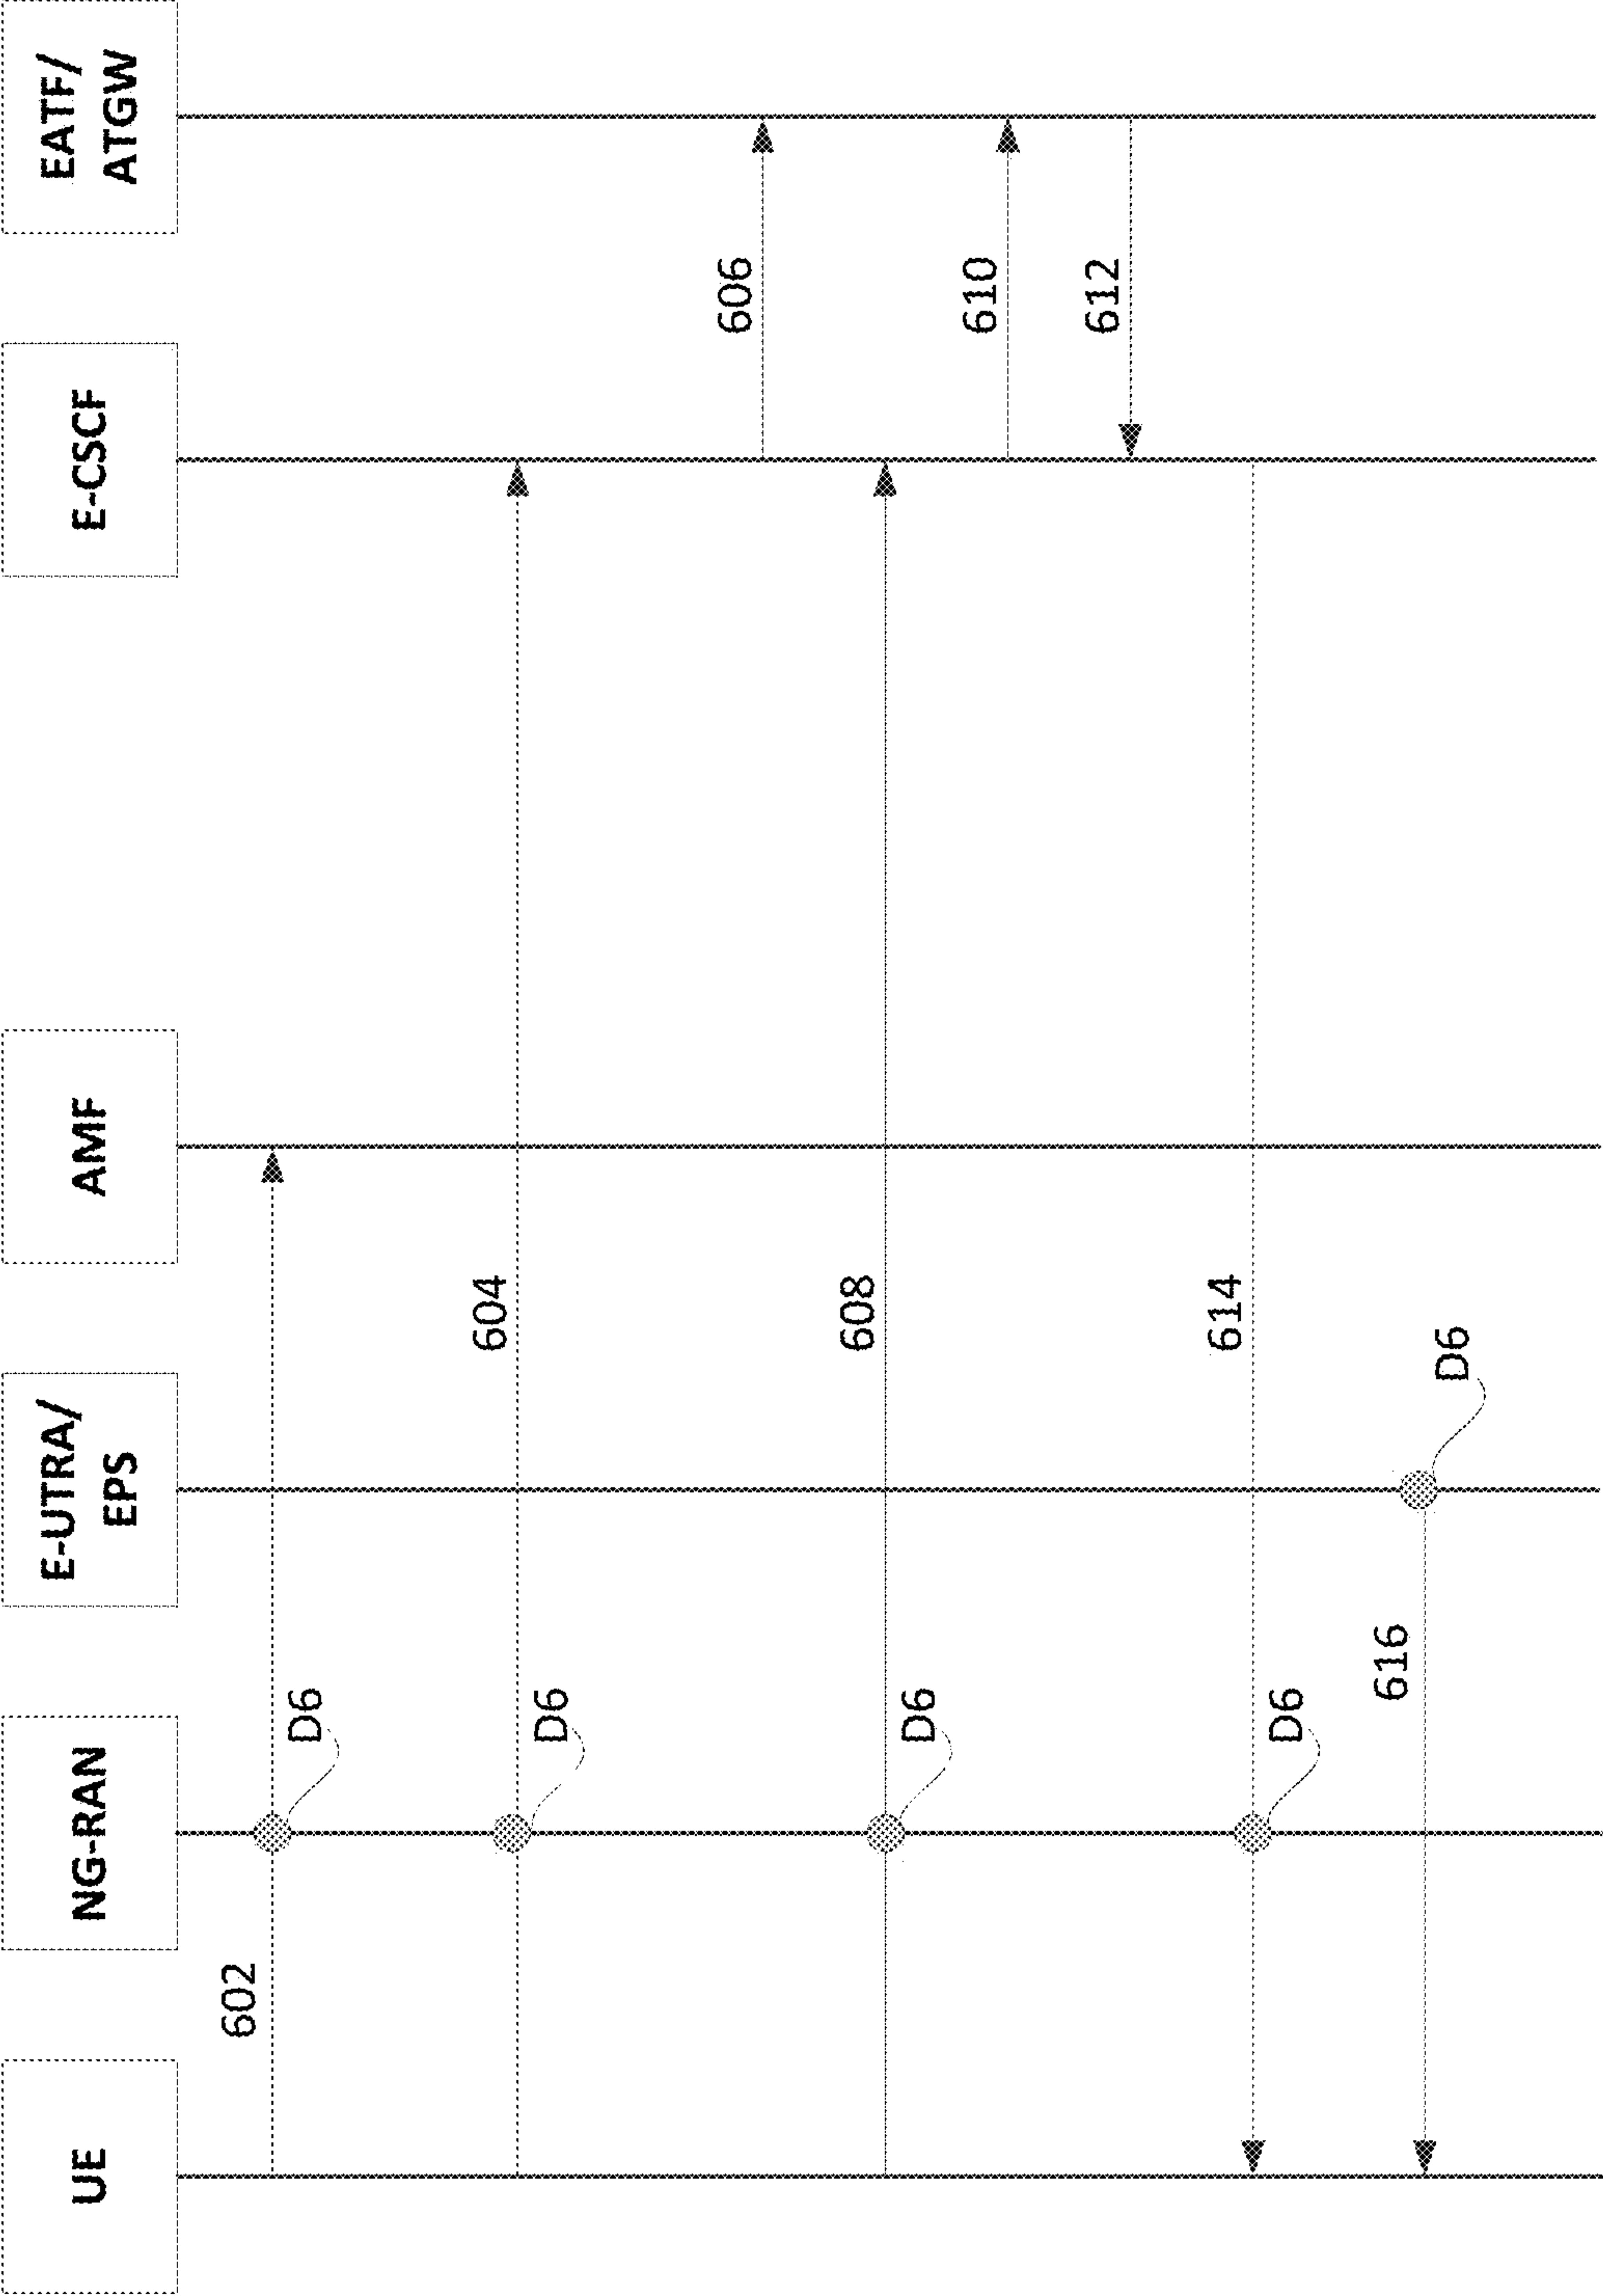 UE
NG-RAN
E-UTRA/
EPS
AMF
E-CSCF
EATF/
ATGW
602
D6
604
D6
606
608
D6
610
612
614
D6
616
D6